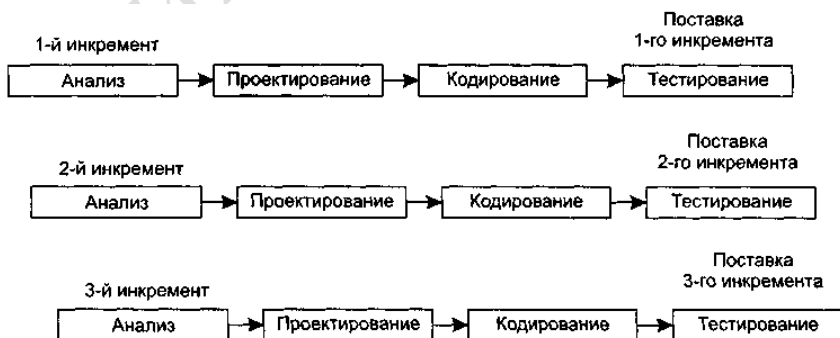 Поставка
1-й инкремент 1-го инкремента
Анализ Проектирование Кодирование Тестирование
Поставка
2-й инкремент 2-го инкремента
Анализ Проектирование Кодирование Тестирование
Поставка
3-й инкремент 3-го инкремента
Анализ Проектирование Кодирование Тестирование